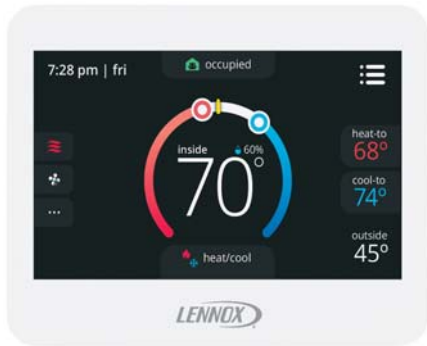 7:28 pm | fri
occupied
inside
60%
70°
heat-to
68°
cool-to
74°
outside
45°
heat/cool
LENNOX